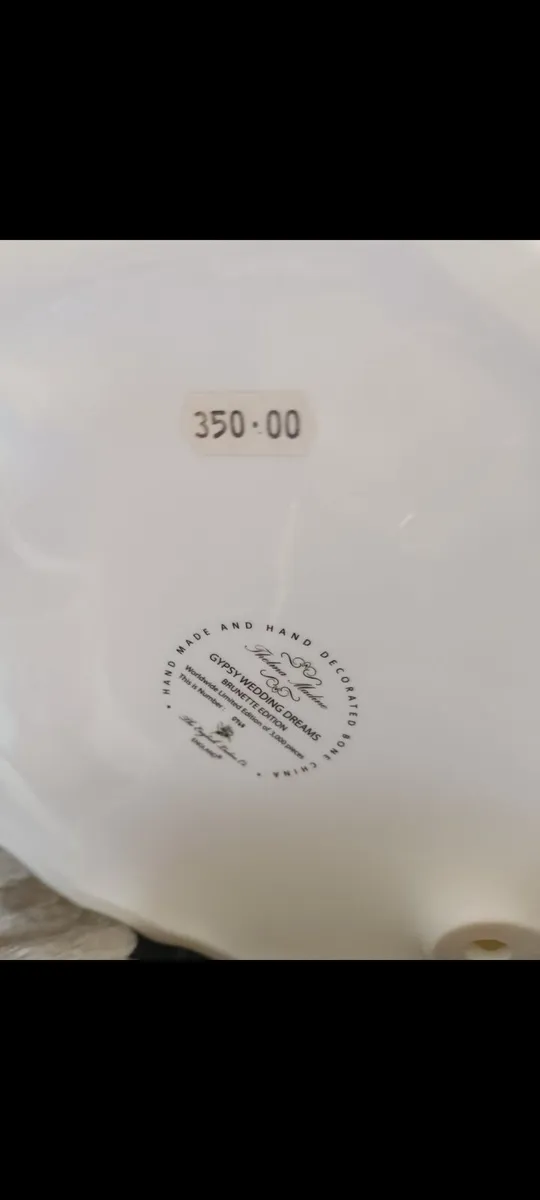 350.00
• HAND MADE AND HAND DECORATED BONE CHINA •
Thelma Madine
GYPSY WEDDING DREAMS
BRUNETTE EDITION
Worldwide Limited Edition of 3,000 pieces
This is Number:
The English Ladies Co
ENGLAND